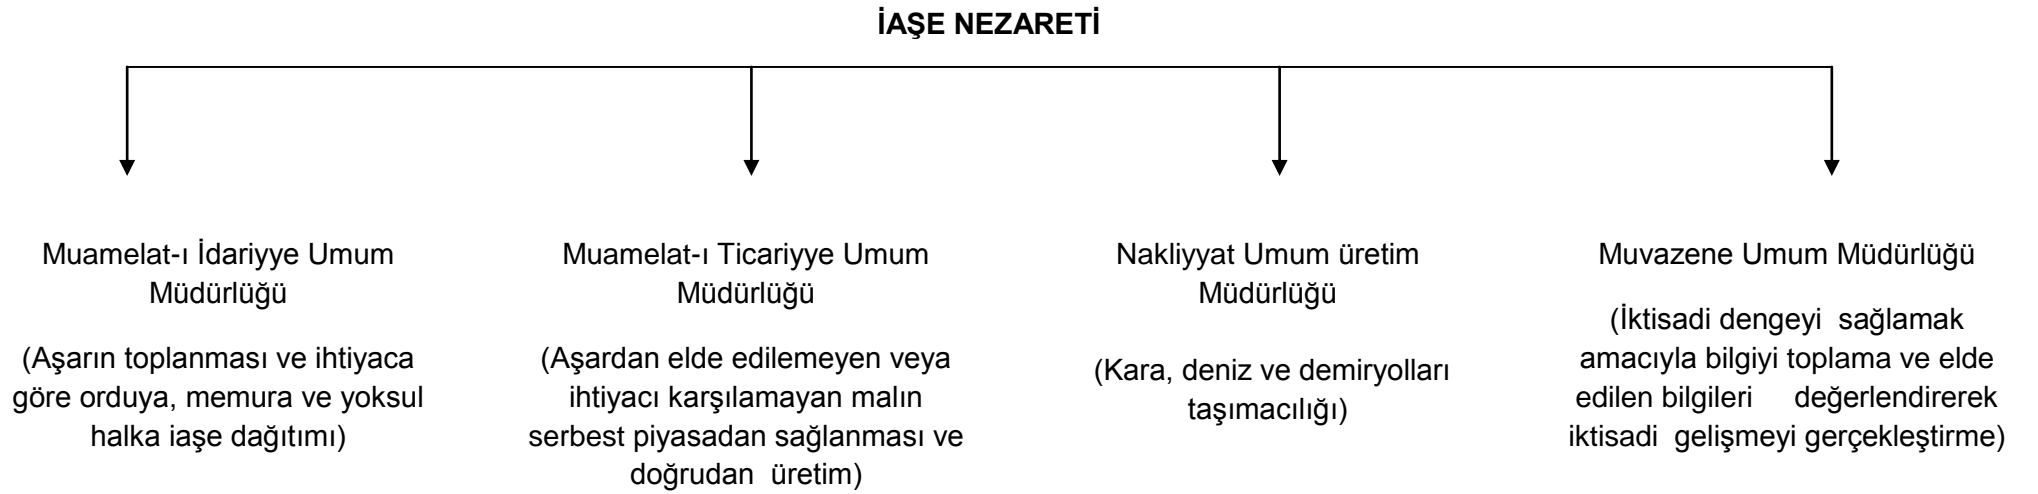 İAŞE NEZARETİ
Muamelat-ı İdariyye Umum
Müdürlüğü
(Aşarın toplanması ve ihtiyaca
göre orduya, memura ve yoksul
halka iaşe dağıtımı)
Muamelat-ı Ticariyye Umum
Müdürlüğü
(Aşardan elde edilemeyen veya
ihtiyacı karşılamayan malın
serbest piyasadan sağlanması ve
doğrudan üretim)
Nakliyyat Umum üretim
Müdürlüğü
(Kara, deniz ve demiryolları
taşımacılığı)
Muvazene Umum Müdürlüğü
(İktisadi dengeyi sağlamak
amacıyla bilgiyi toplama ve elde
edilen bilgileri değerlendirerek
iktisadi gelişmeyi gerçekleştirme)